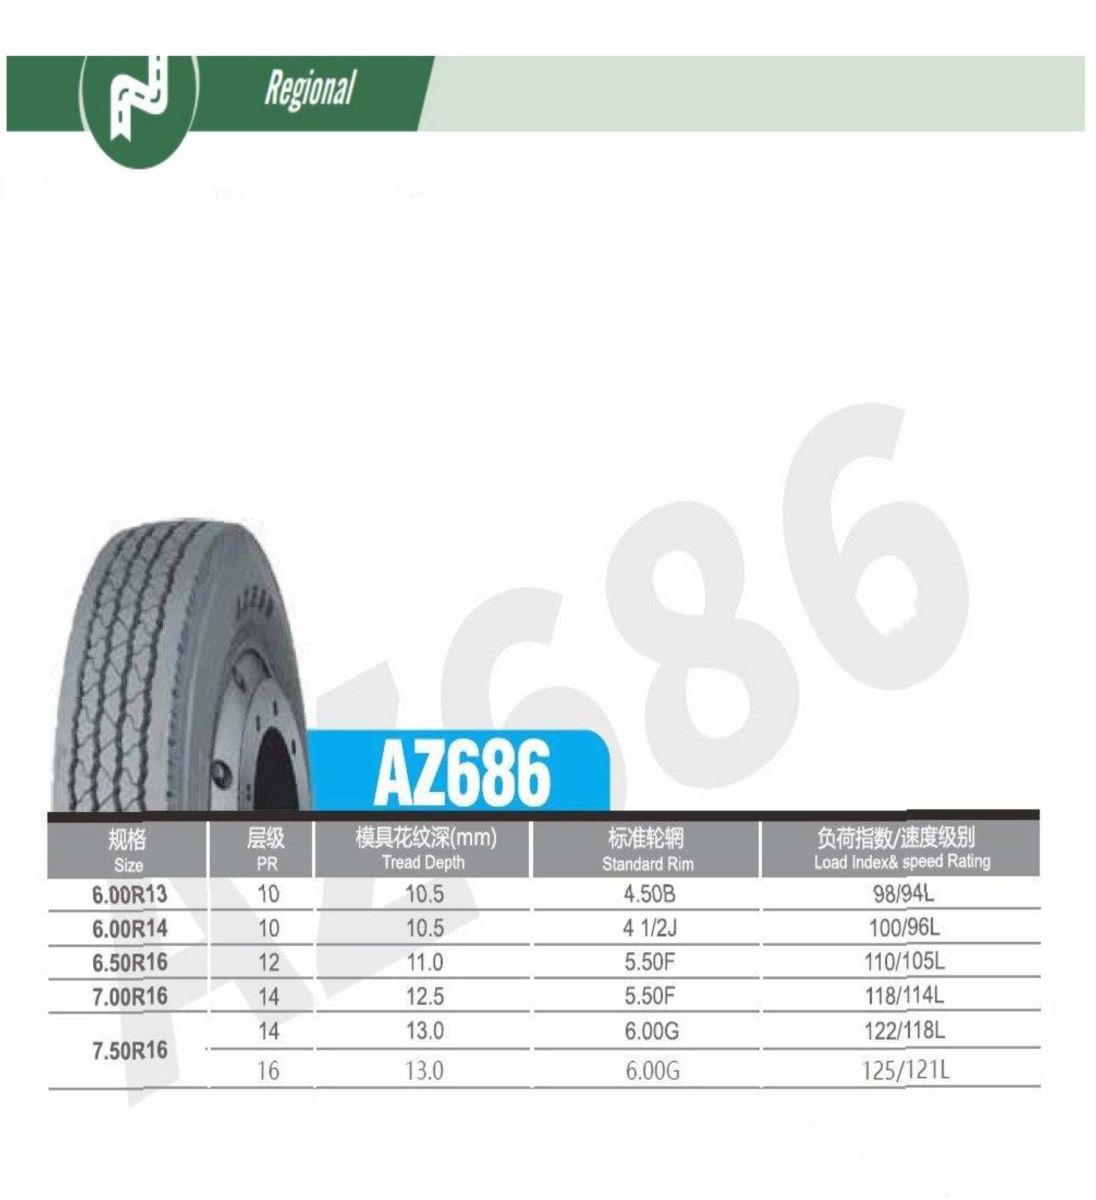 Regional
AZ686
AZ686
规格 层级 模具花纹深(mm) 标准轮辋 负荷指数/速度级别
Size PR Tread Depth Standard Rim Load Index& speed Rating
6.00R13 10 10.5 4.50B 98/94L
6.00R14 10 10.5 4 1/2J 100/96L
6.50R16 12 11.0 5.50F 110/105L
7.00R16 14 12.5 5.50F 118/114L
7.50R16 14 13.0 6.00G 122/118L
16 13.0 6.00G 125/121L